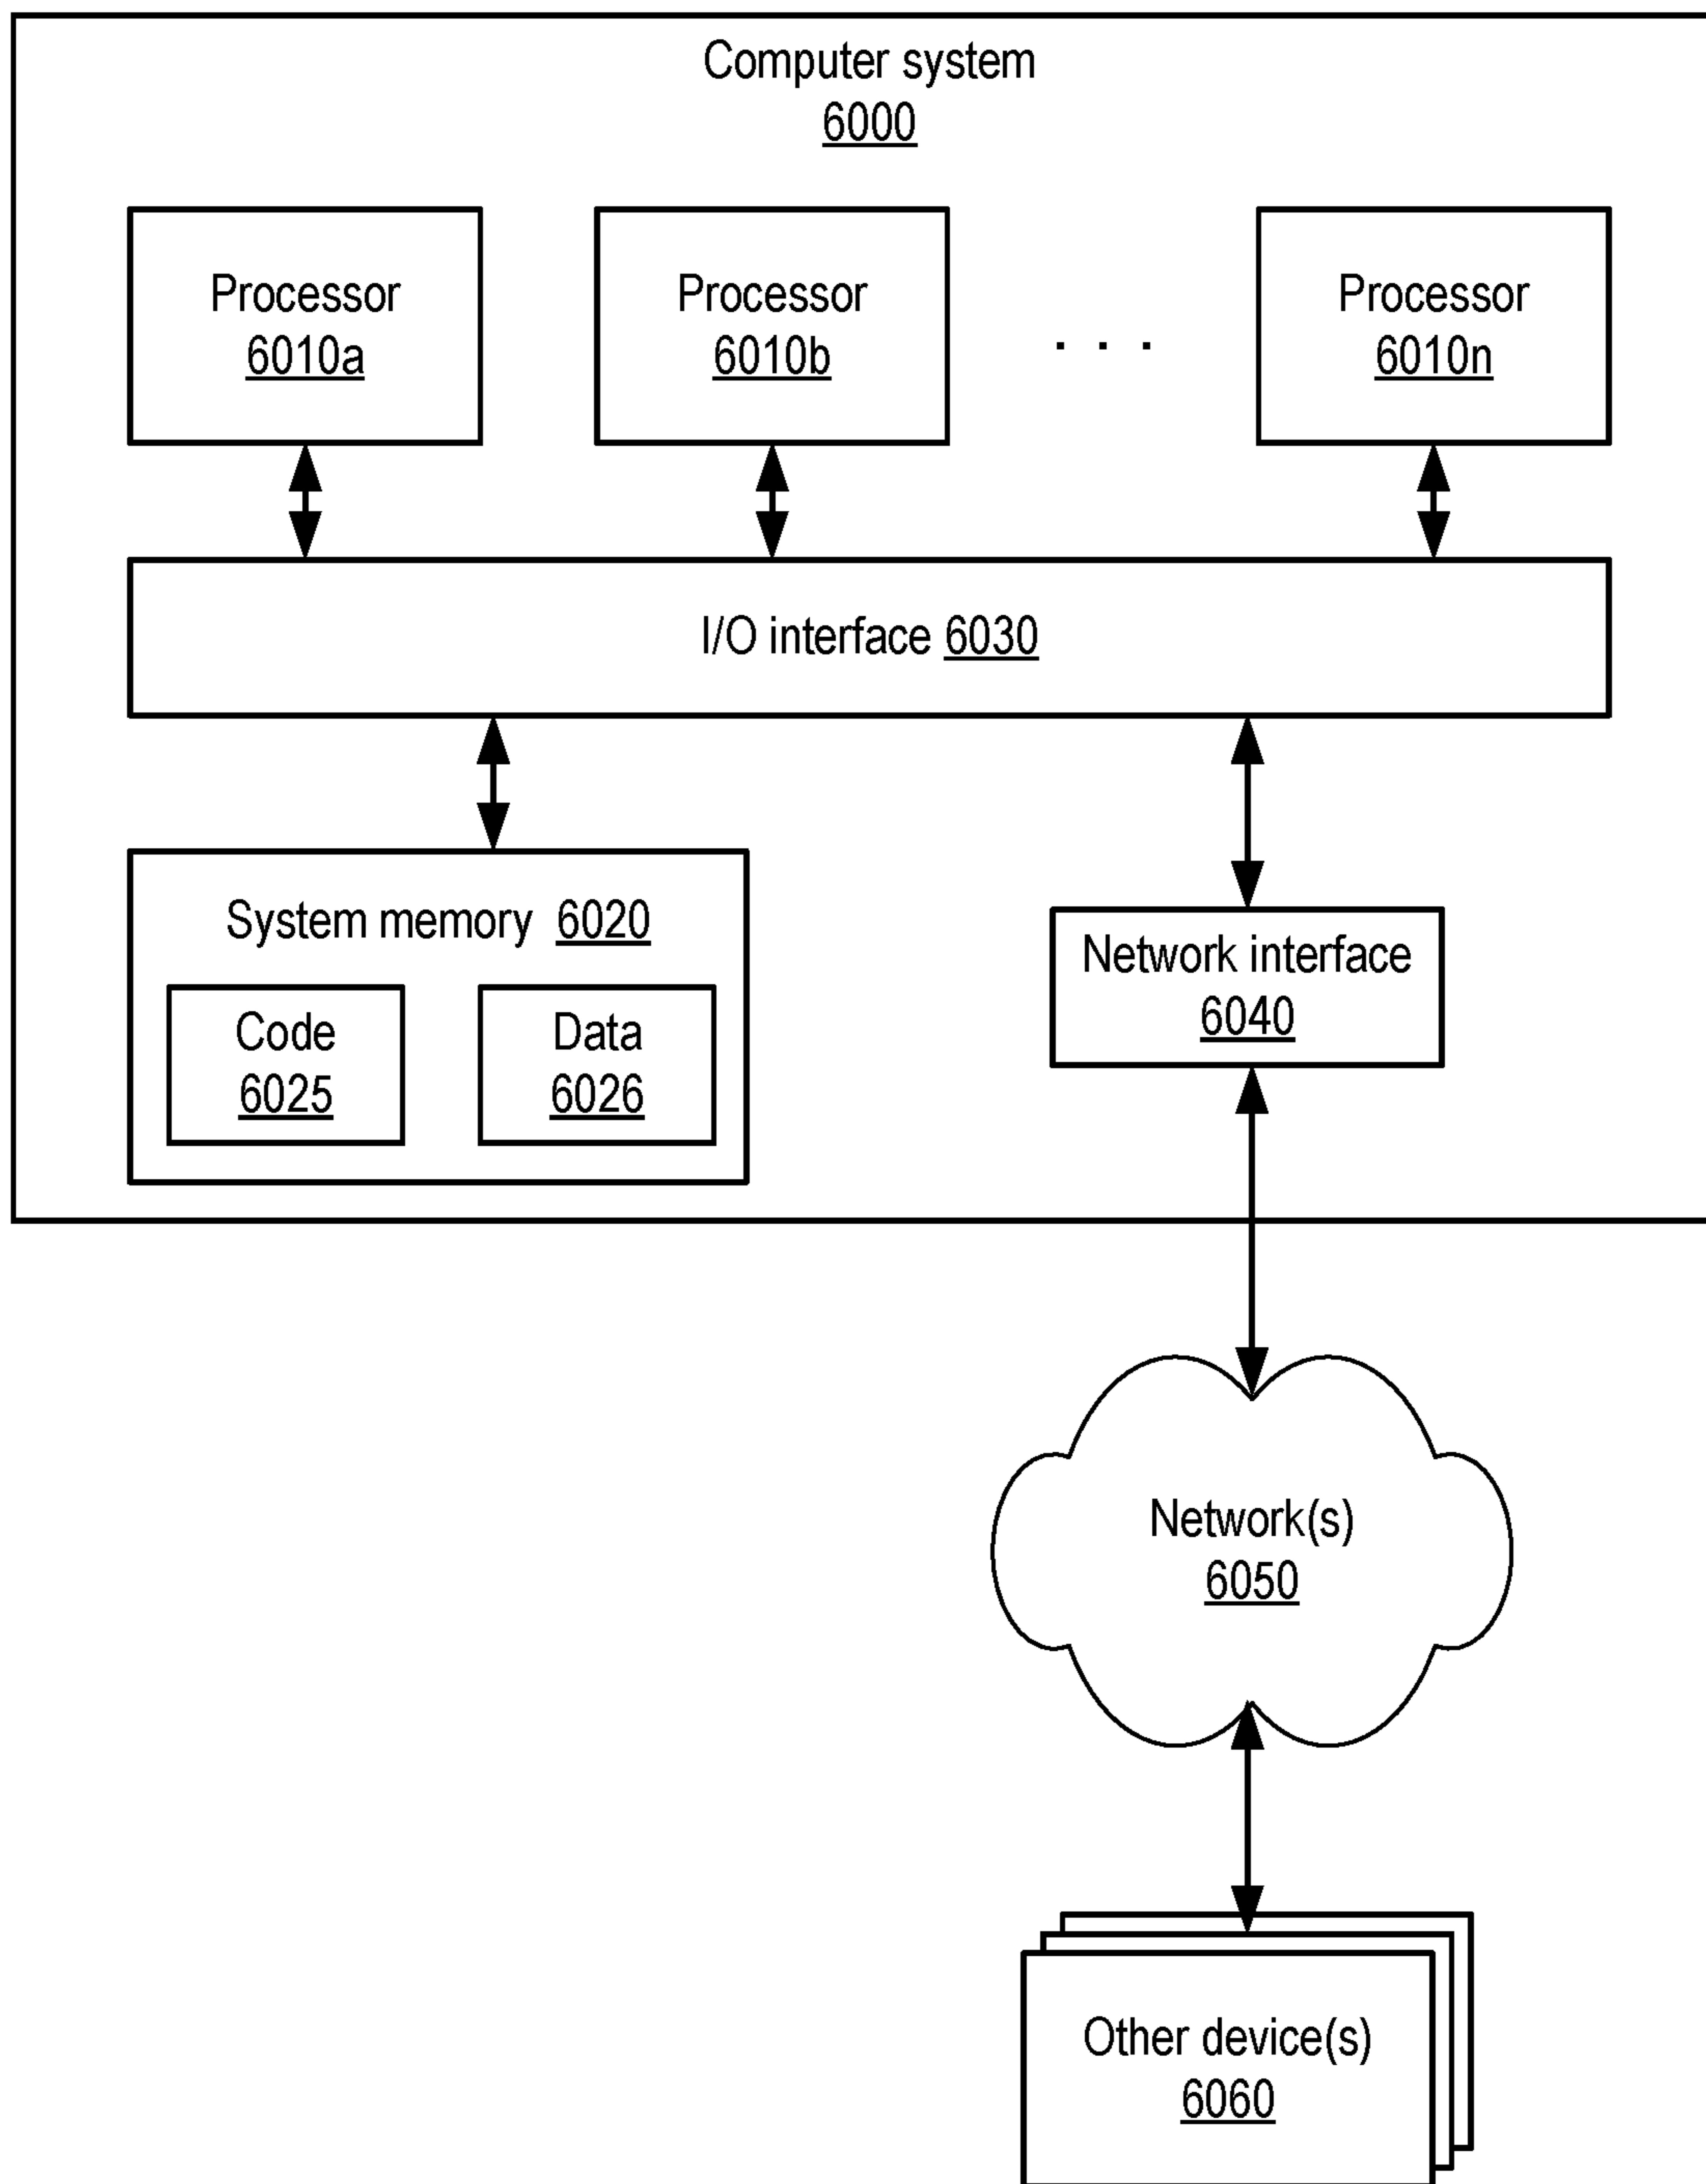 Computer system
6000
Processor
6010a
Processor
6010b
. . .
Processor
6010n
I/O interface 6030
System memory 6020
Code
6025
Data
6026
Network interface
6040
Network(s)
6050
Other device(s)
6060